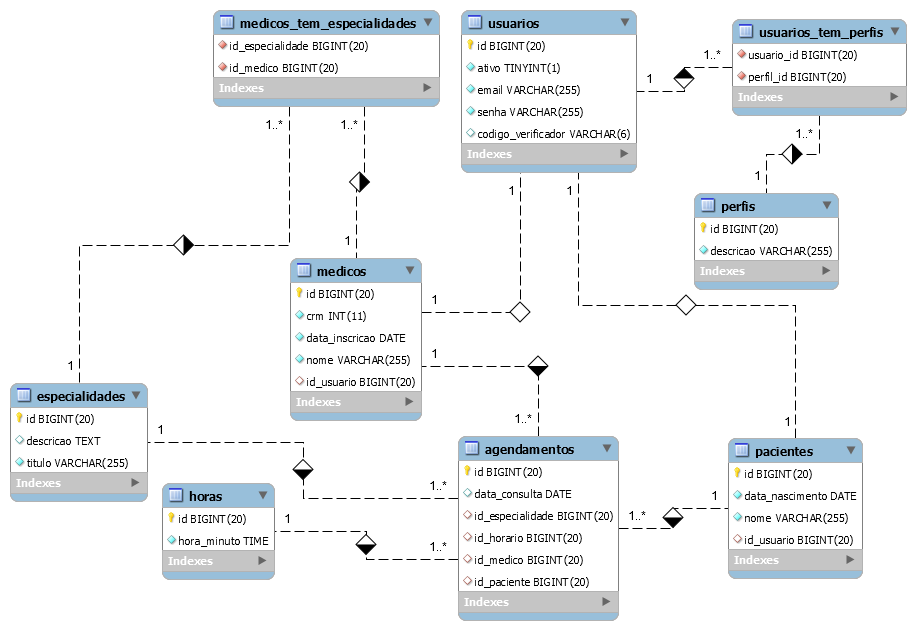 medicos_tem_especialidades
id_especialidade BIGINT(20)
id_medico BIGINT(20)
Indexes
usuarios
id BIGINT(20)
ativo TINYINT(1)
email VARCHAR(255)
senha VARCHAR(255)
codigo_verificador VARCHAR(6)
Indexes
usuarios_tem_perfis
usuario_id BIGINT(20)
perfil_id BIGINT(20)
Indexes
1
1..*
1..*
1
perfis
id BIGINT(20)
descricao VARCHAR(255)
Indexes
1..*
1..*
1
1
1
1
medicos
id BIGINT(20)
crm INT(11)
data_inscricao DATE
nome VARCHAR(255)
id_usuario BIGINT(20)
Indexes
1
1
1..*
especialidades
id BIGINT(20)
descricao TEXT
titulo VARCHAR(255)
Indexes
1
1..*
horas
id BIGINT(20)
hora_minuto TIME
Indexes
1
1..*
agendamentos
id BIGINT(20)
data_consulta DATE
id_especialidade BIGINT(20)
id_horario BIGINT(20)
id_medico BIGINT(20)
id_paciente BIGINT(20)
Indexes
1..*
1
1
pacientes
id BIGINT(20)
data_nascimento DATE
nome VARCHAR(255)
id_usuario BIGINT(20)
Indexes